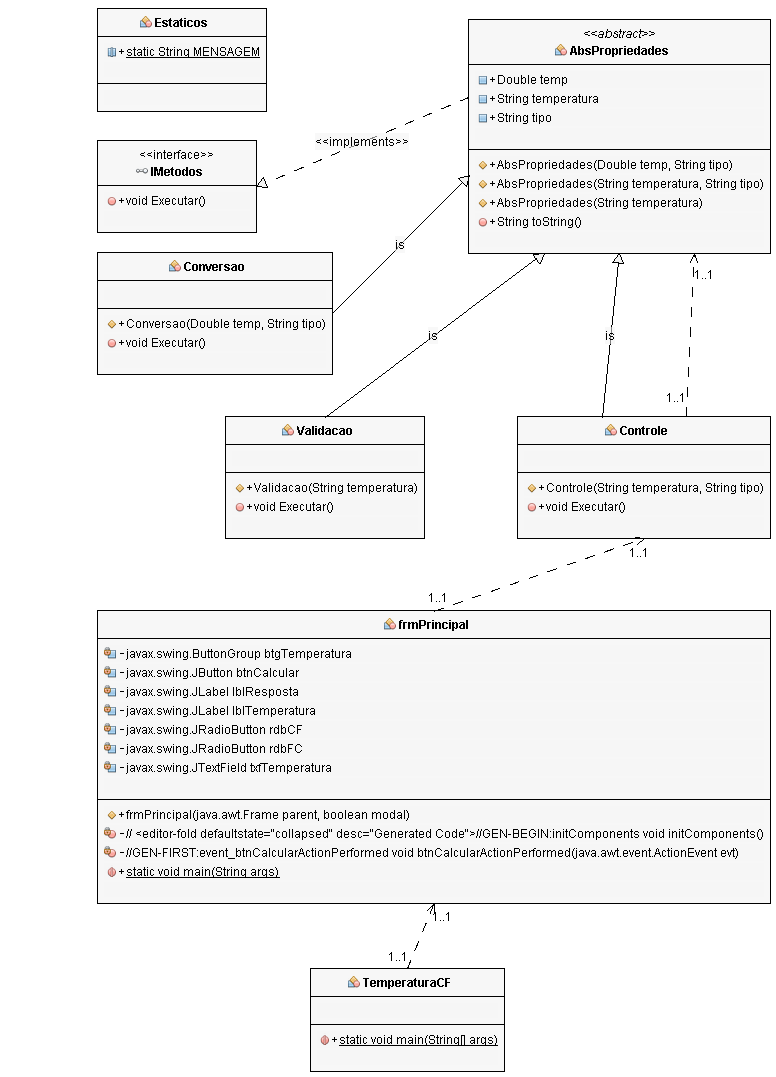 Estaticos
+static String MENSAGEM
<<abstract>>
AbsPropriedades
+Double temp
+String temperatura
+String tipo
+AbsPropriedades(Double temp, String tipo)
+AbsPropriedades(String temperatura, String tipo)
+AbsPropriedades(String temperatura)
+String toString()
<<implements>>
<<interface>>
IMetodos
+void Executar()
Conversao
+Conversao(Double temp, String tipo)
+void Executar()
is
is
is
1..1
1..1
Validacao
+Validacao(String temperatura)
+void Executar()
Controle
+Controle(String temperatura, String tipo)
+void Executar()
1..1
1..1
frmPrincipal
-javax.swing.ButtonGroup btgTemperatura
-javax.swing.JButton btnCalcular
-javax.swing.JLabel lblResposta
-javax.swing.JLabel lblTemperatura
-javax.swing.JRadioButton rdbCF
-javax.swing.JRadioButton rdbFC
-javax.swing.JTextField txfTemperatura
+frmPrincipal(java.awt.Frame parent, boolean modal)
-// <editor-fold defaultstate="collapsed" desc="Generated Code">//GEN-BEGIN:initComponents void initComponents()
-//GEN-FIRST:event_btnCalcularActionPerformed void btnCalcularActionPerformed(java.awt.event.ActionEvent evt)
+static void main(String args)
1..1
1..1
TemperaturaCF
+static void main(String[] args)